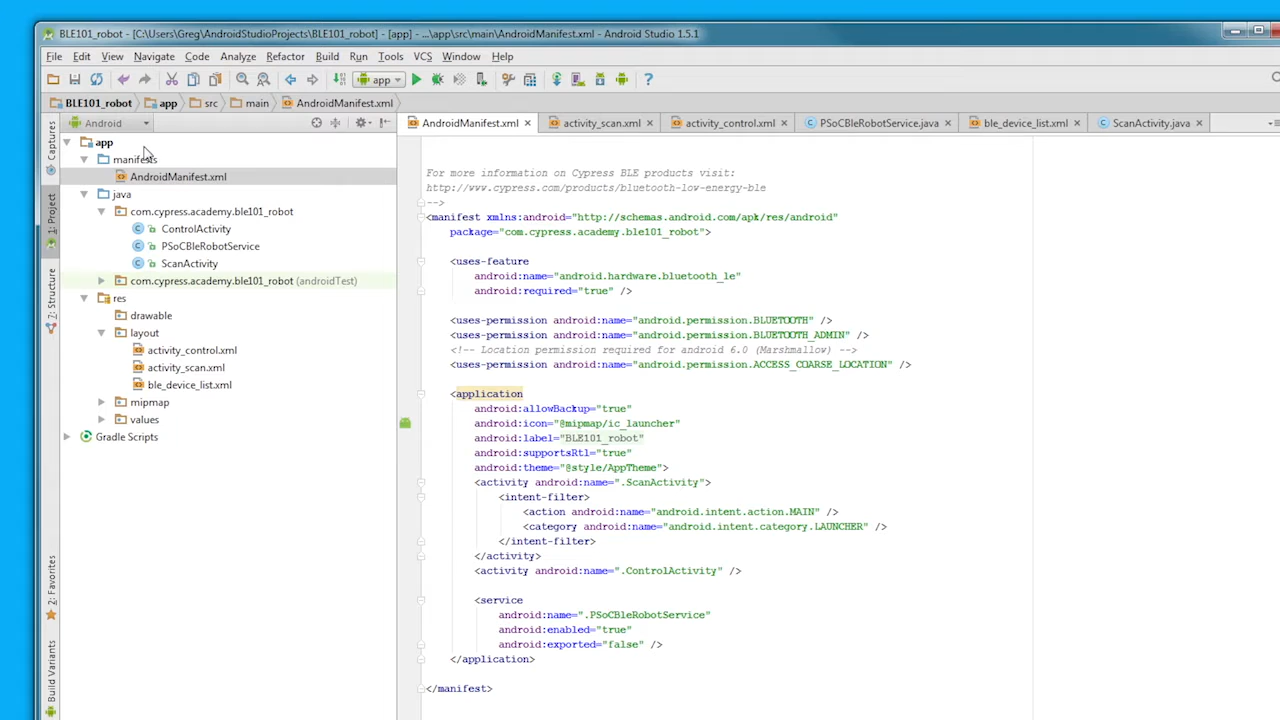 BLE101_robot - [C:\Users\Greg\AndroidStudioProjects\BLE101_robot] - [app] - ...\app\src\main\AndroidManifest.xml - Android Studio 1.5.1
File Edit View Navigate Code Analyze Refactor Build Run Tools VCS Window Help
app
BLE101_robot app src main AndroidManifest.xml
Android
AndroidManifest.xml activity_scan.xml activity_control.xml PSoCBleRobotService.java ble_device_list.xml ScanActivity.java
Captures
1: Project
7: Structure
2: Favorites
Build Variants
app
manifests
AndroidManifest.xml
java
com.cypress.academy.ble101_robot
ControlActivity
PSoCBleRobotService
ScanActivity
com.cypress.academy.ble101_robot (androidTest)
res
drawable
layout
activity_control.xml
activity_scan.xml
ble_device_list.xml
mipmap
values
Gradle Scripts
For more information on Cypress BLE products visit:
http://www.cypress.com/products/bluetooth-low-energy-ble
-->
<manifest xmlns:android="http://schemas.android.com/apk/res/android"
package="com.cypress.academy.ble101_robot">
<uses-feature
android:name="android.hardware.bluetooth_le"
android:required="true" />
<uses-permission android:name="android.permission.BLUETOOTH" />
<uses-permission android:name="android.permission.BLUETOOTH_ADMIN" />
<!-- Location permission required for android 6.0 (Marshmallow) -->
<uses-permission android:name="android.permission.ACCESS_COARSE_LOCATION" />
<application
android:allowBackup="true"
android:icon="@mipmap/ic_launcher"
android:label="BLE101_robot"
android:supportsRtl="true"
android:theme="@style/AppTheme">
<activity android:name=".ScanActivity">
<intent-filter>
<action android:name="android.intent.action.MAIN" />
<category android:name="android.intent.category.LAUNCHER" />
</intent-filter>
</activity>
<activity android:name=".ControlActivity" />
<service
android:name=".PSoCBleRobotService"
android:enabled="true"
android:exported="false" />
</application>
</manifest>